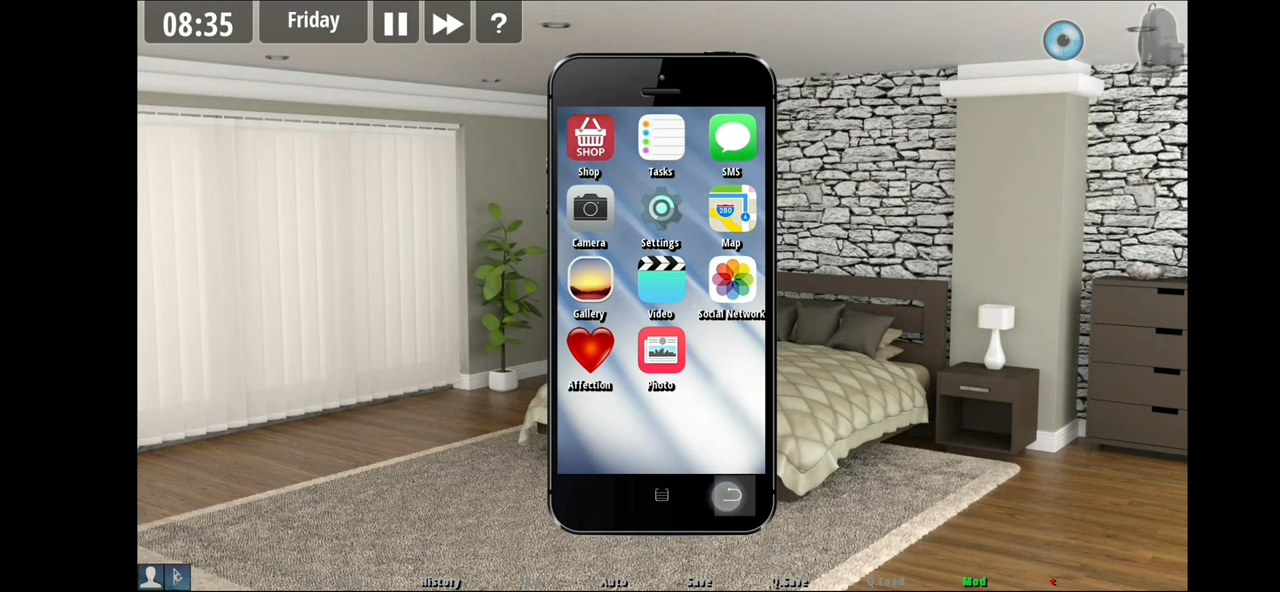 08:35
Friday
?
SHOP
Shop
Tasks
SMS
Camera
Settings
280
Map
Gallery
Video
Social Network
Affection
Photo
History
Auto
Save
Q.Save
Q.Load
Mod